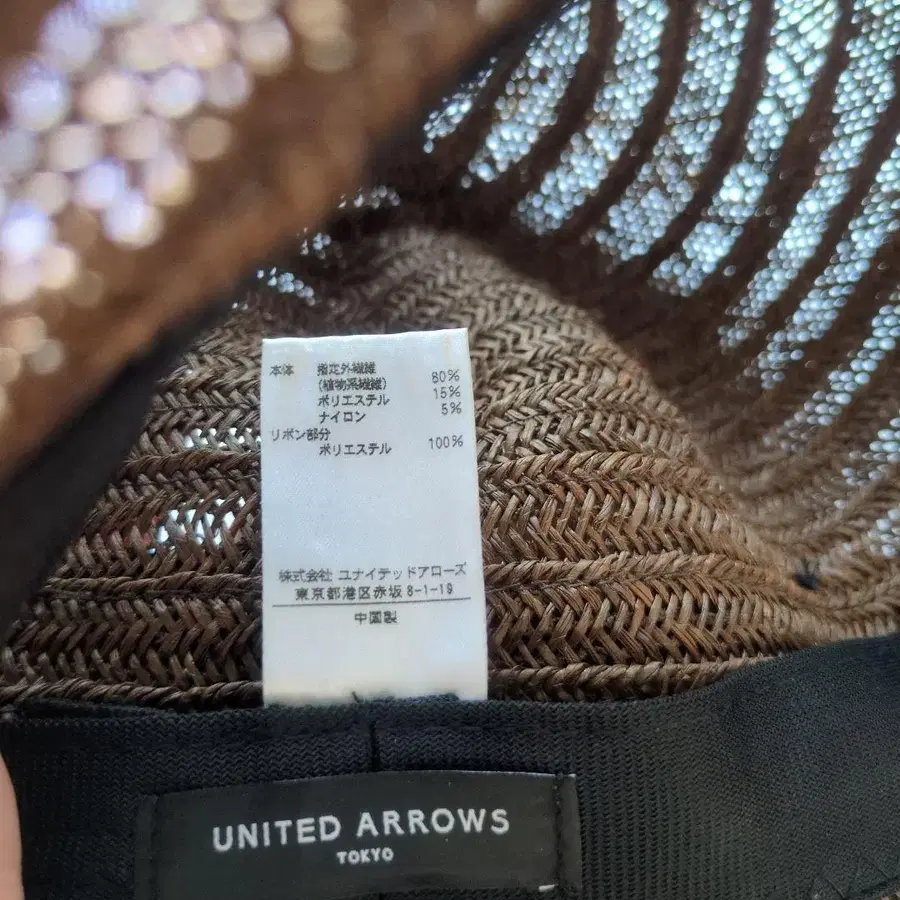 本体 指定外繊維
(植物系繊維) 80%
ポリエステル 15%
ナイロン 5%
リボン部分
ポリエステル 100%
株式会社 ユナイテッドアローズ
東京都港区赤坂8-1-19
中国製
UNITED ARROWS
TOKYO